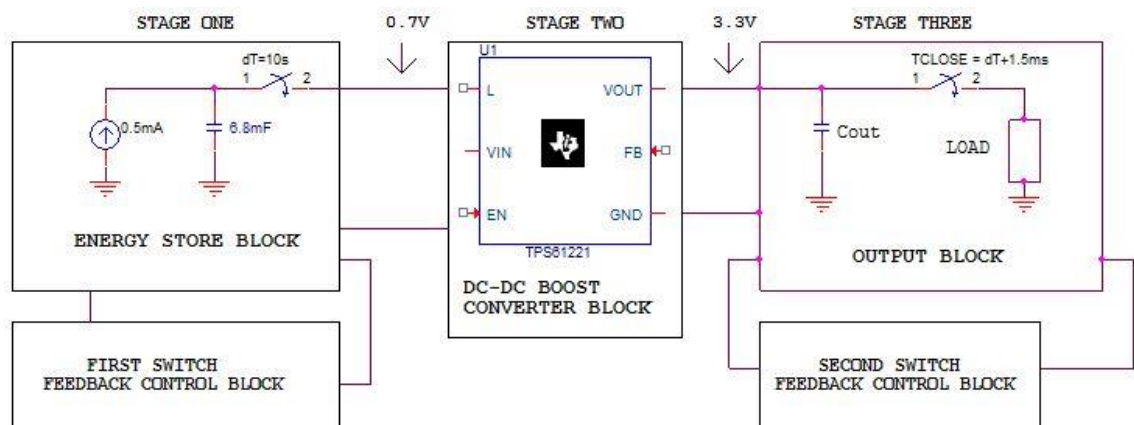 STAGE ONE
0.7V
STAGE TWO
3.3V
STAGE THREE
U1
dT=10s
1
2
TCLOSE = dT+1.5ms
1
2
L
VOUT
0.5mA
6.8mF
Cout
LOAD
VIN
FB
EN
GND
ENERGY STORE BLOCK
TPS61221
OUTPUT BLOCK
DC-DC BOOST
CONVERTER BLOCK
FIRST SWITCH
FEEDBACK CONTROL BLOCK
SECOND SWITCH
FEEDBACK CONTROL BLOCK